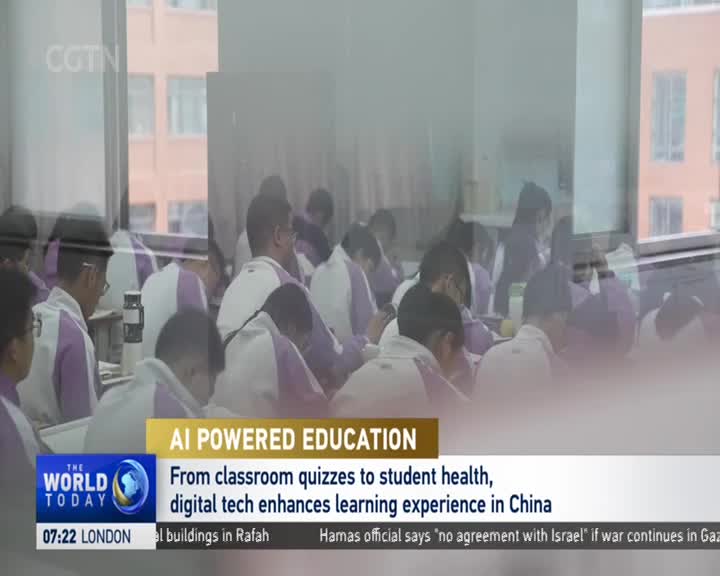 CGTN
AI POWERED EDUCATION
From classroom quizzes to student health,
digital tech enhances learning experience in China
THE
WORLD
TODAY
07:22 LONDON
al buildings in Rafah Hamas official says "no agreement with Israel" if war continues in Gaz